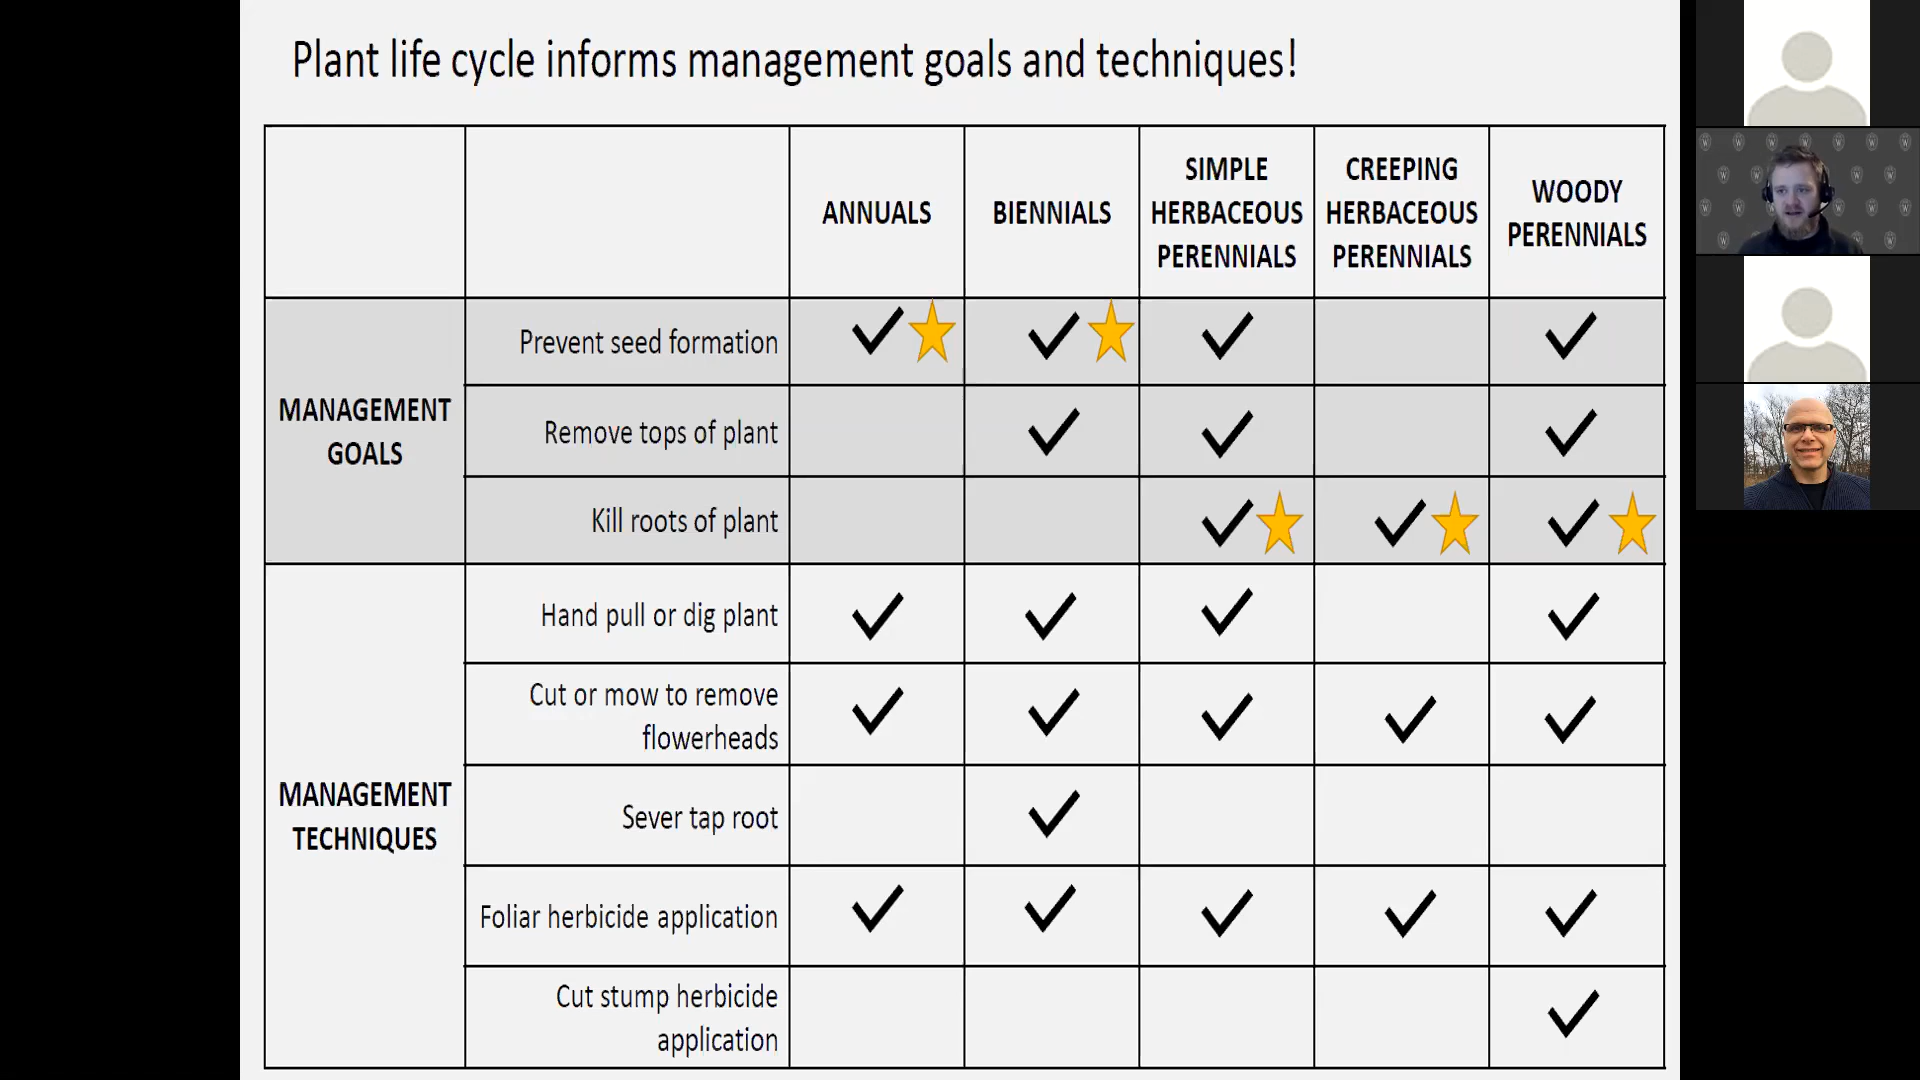 Plant life cycle informs management goals and techniques!
ANNUALS
BIENNIALS
SIMPLE
HERBACEOUS
PERENNIALS
CREEPING
HERBACEOUS
PERENNIALS
WOODY
PERENNIALS
MANAGEMENT
GOALS
Prevent seed formation
Remove tops of plant
Kill roots of plant
MANAGEMENT
TECHNIQUES
Hand pull or dig plant
Cut or mow to remove
flowerheads
Sever tap root
Foliar herbicide application
Cut stump herbicide
application